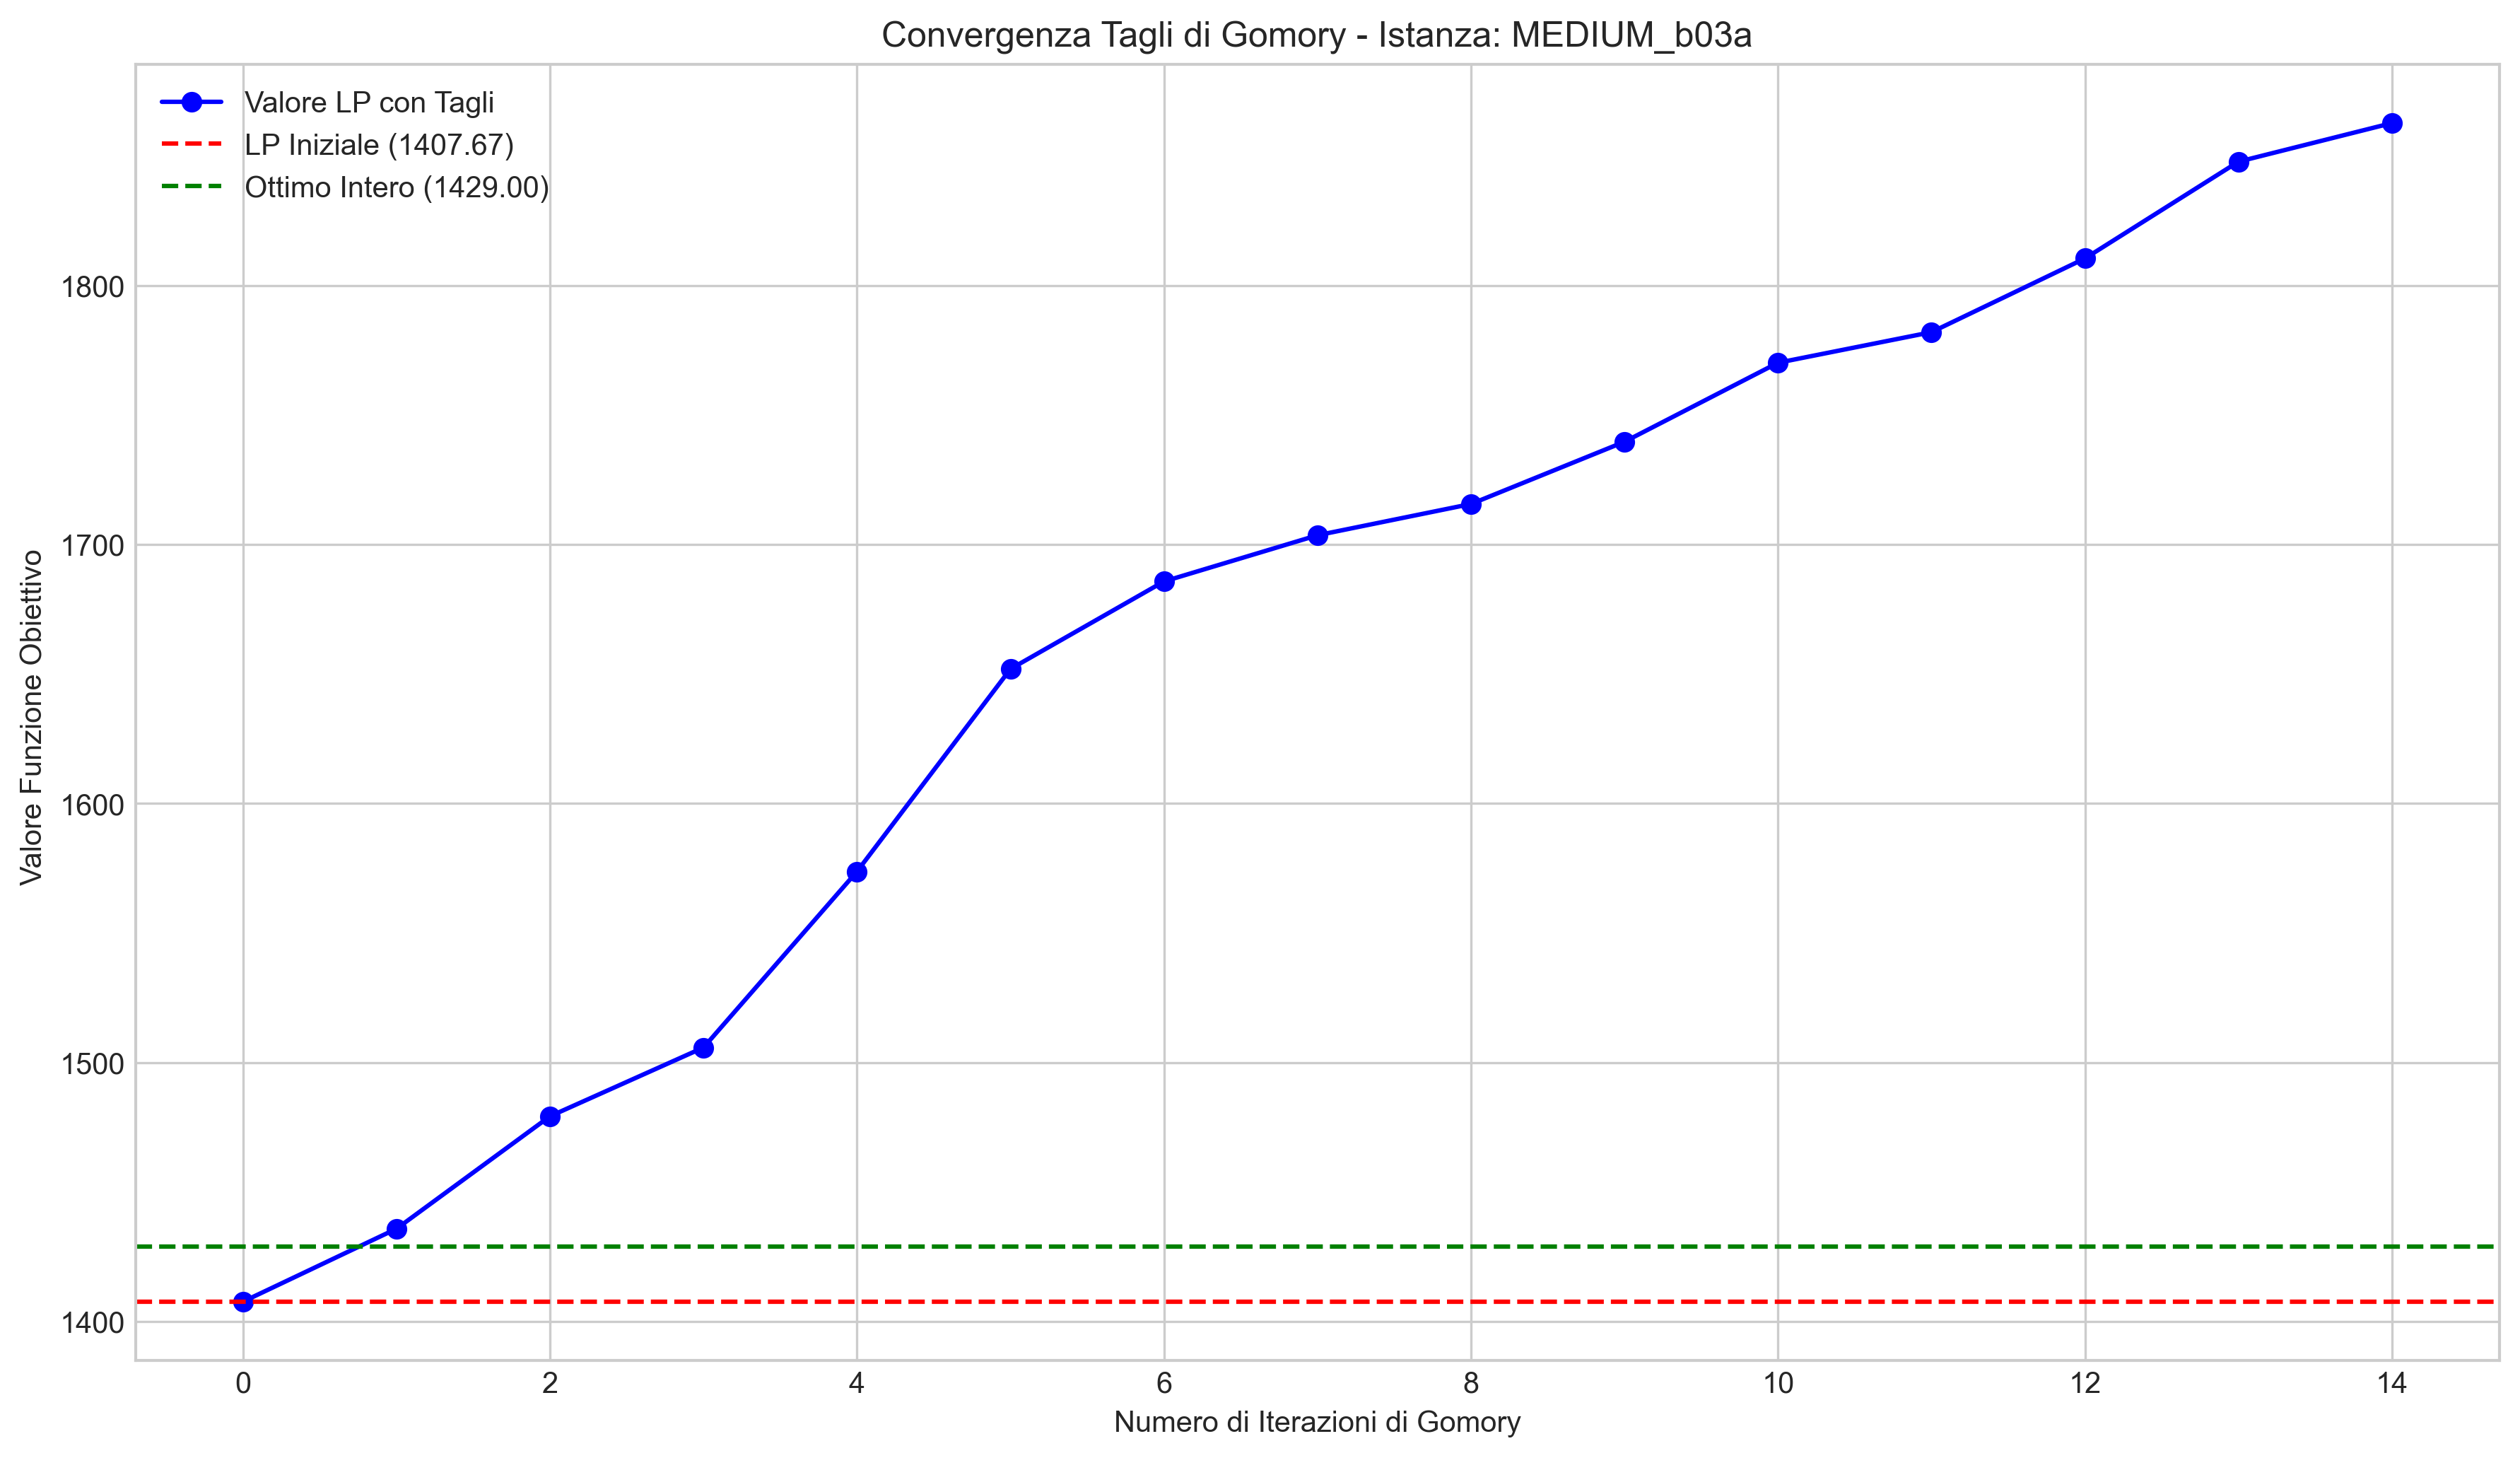 Convergenza Tagli di Gomory - Istanza: MEDIUM_b03a
Valore LP con Tagli
LP Iniziale (1407.67)
Ottimo Intero (1429.00)
Valore Funzione Obiettivo
1800
1700
1600
1500
1400
0 2 4 6 8 10 12 14
Numero di Iterazioni di Gomory